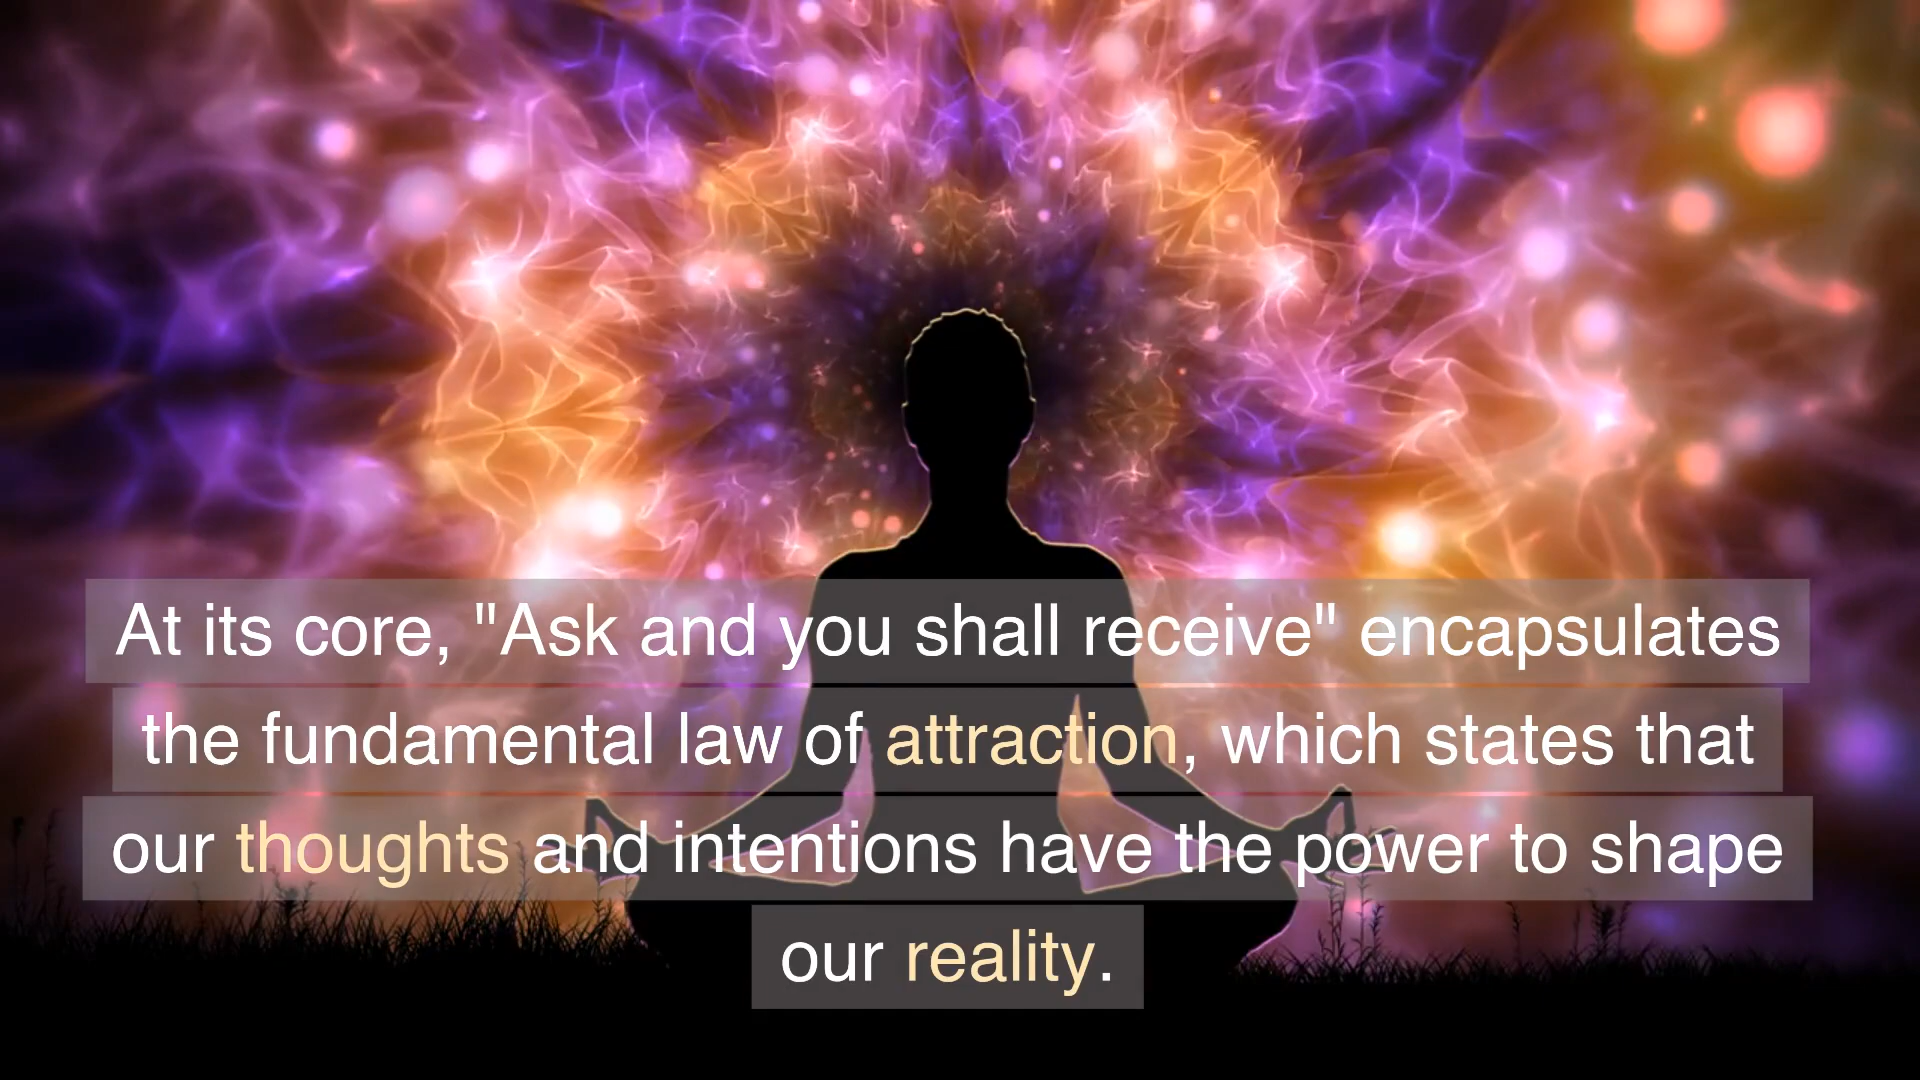 At its core, "Ask and you shall receive" encapsulates
the fundamental law of attraction, which states that
our thoughts and intentions have the power to shape
our reality.